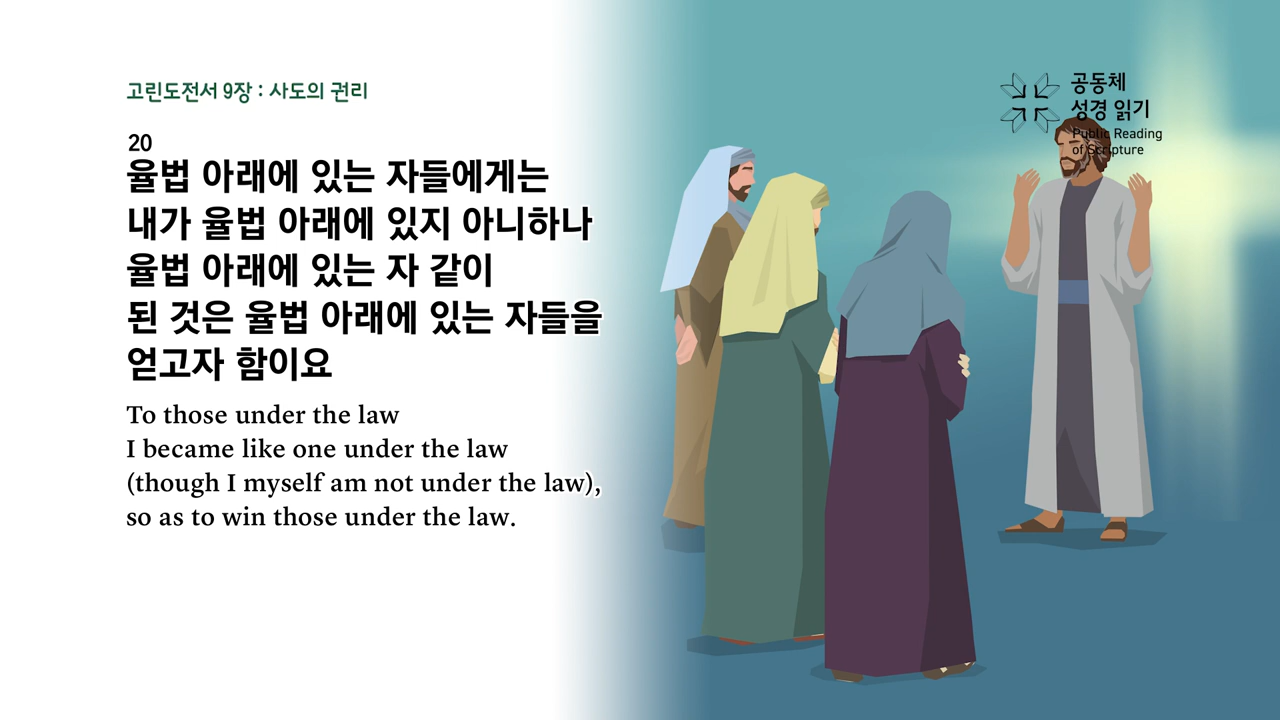 고린도전서 9장 : 사도의 권리
20
율법 아래에 있는 자들에게는
내가 율법 아래에 있지 아니하나
율법 아래에 있는 자 같이
된 것은 율법 아래에 있는 자들을
얻고자 함이요
To those under the law
I became like one under the law
(though I myself am not under the law),
so as to win those under the law.
공동체
성경 읽기
Public Reading
of Scripture